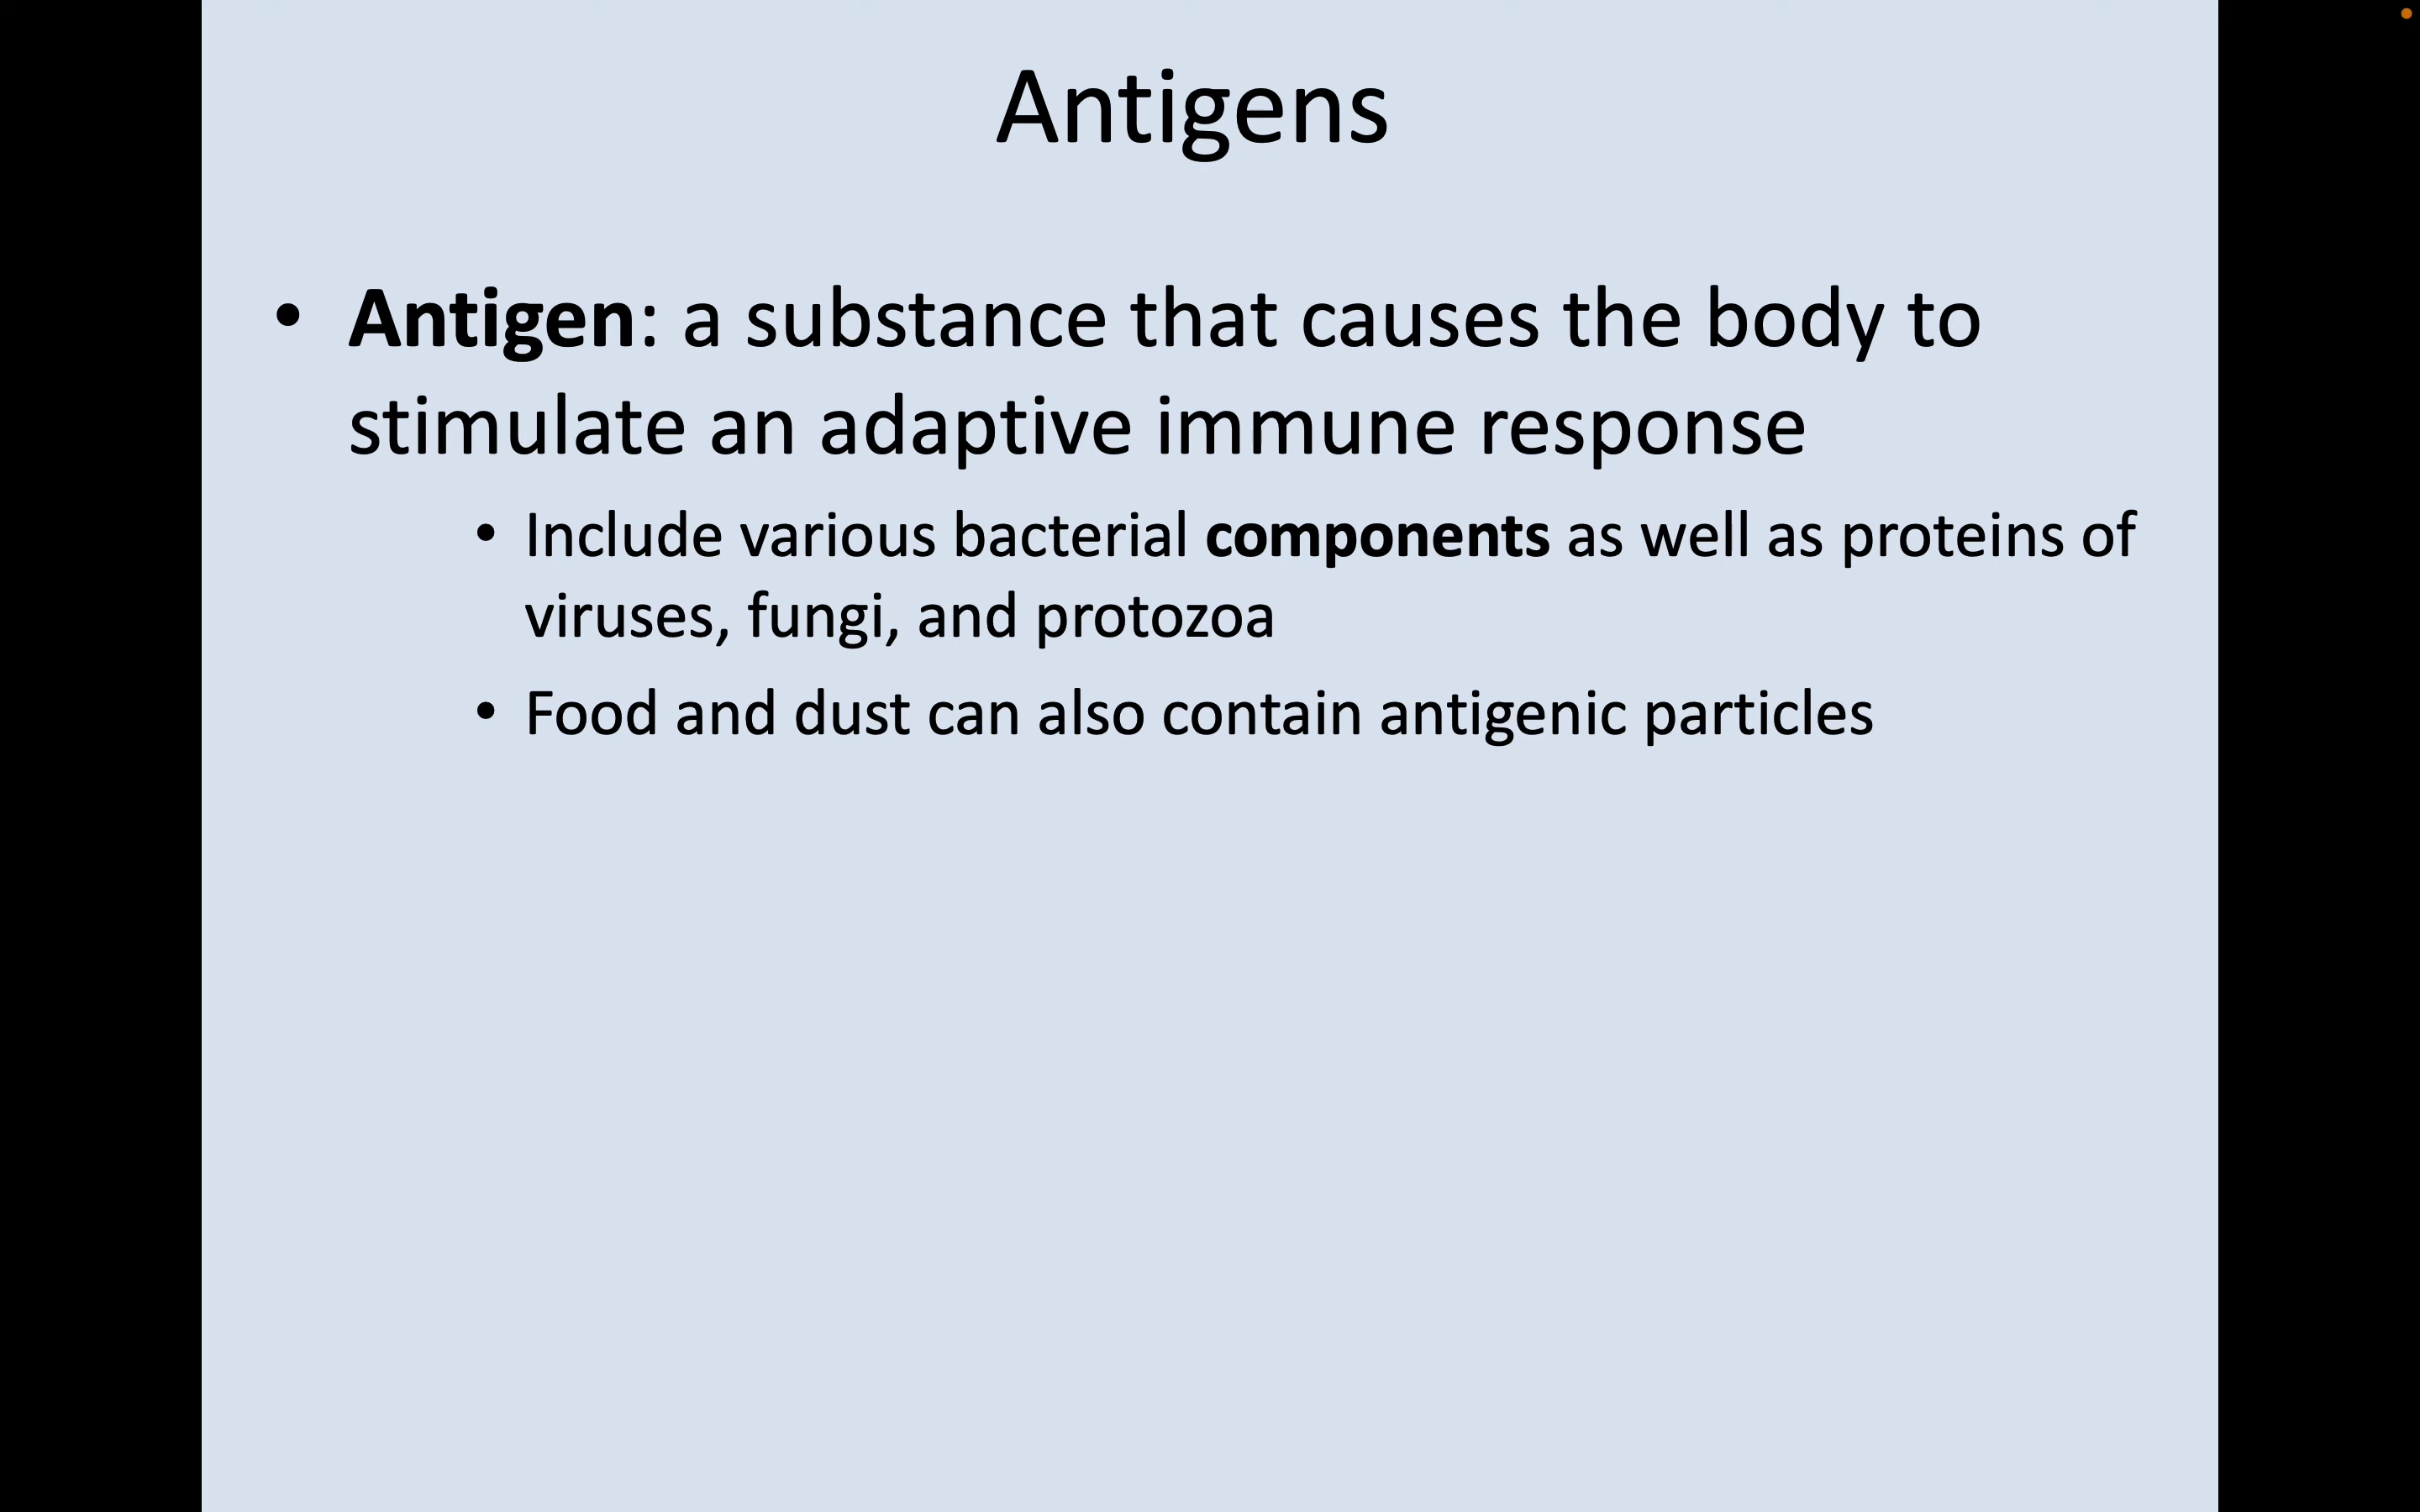 Antigens
• Antigen: a substance that causes the body to
stimulate an adaptive immune response
• Include various bacterial components as well as proteins of
viruses, fungi, and protozoa
• Food and dust can also contain antigenic particles